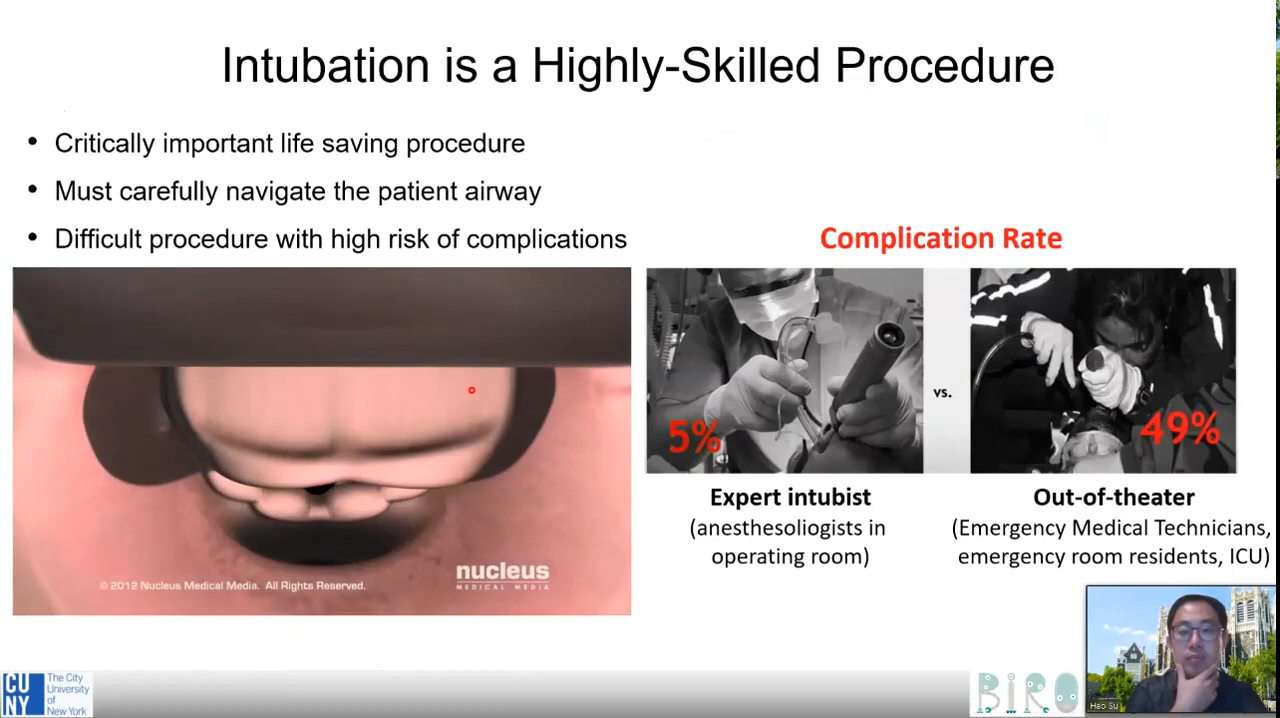 Intubation is a Highly-Skilled Procedure
• Critically important life saving procedure
• Must carefully navigate the patient airway
• Difficult procedure with high risk of complications
Complication Rate
5%
vs.
49%
Expert intubist
(anesthesoliogists in
operating room)
Out-of-theater
(Emergency Medical Technicians,
emergency room residents, ICU)
© 2012 Nucleus Medical Media. All Rights Reserved.
nucleus
MEDICAL MEDIA
CU
NY
The City
University
of
New York
BIRO
Hao Su